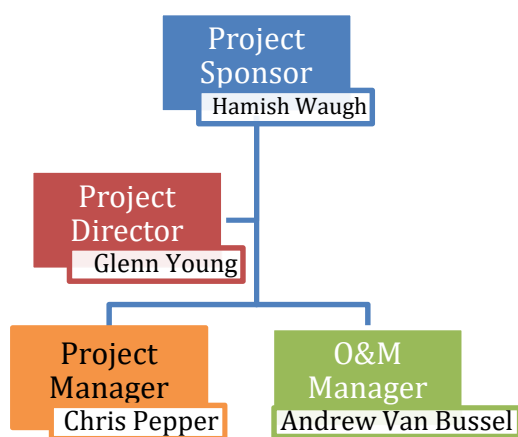 Project
Sponsor
Hamish Waugh
Project
Director
Glenn Young
Project
Manager
Chris Pepper
O&M
Manager
Andrew Van Bussel